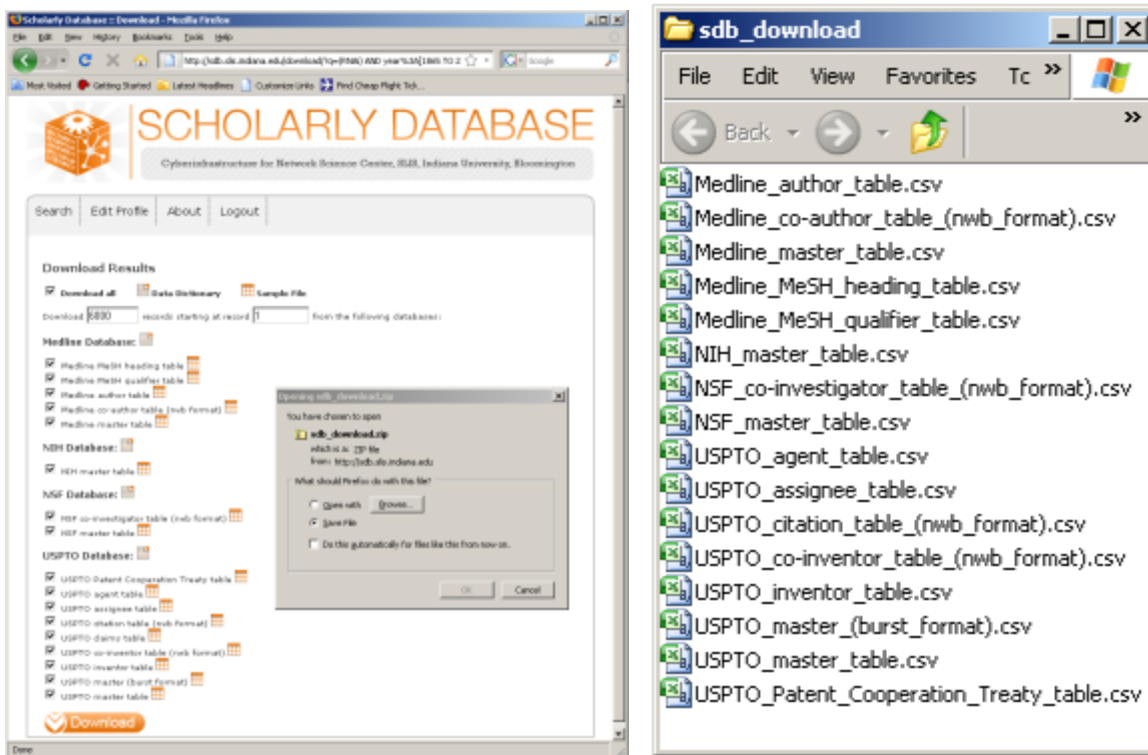 Scholarly Database :: Download - Mozilla Firefox
File Edit View History Bookmarks Tools Help
Google
Most Visited Getting Started Latest Headlines Customize Links Find Cheap Flight Tick...
SCHOLARLY DATABASE
Cyberinfrastructure for Network Science Center, SLIS, Indiana University, Bloomington
Search Edit Profile About Logout
Download Results
Download all Data Dictionary Sample File
Download 6000 records starting at record 1 from the following databases:
Medline Database:
Medline MeSH heading table
Medline MeSH qualifier table
Medline author table
Medline co-author table (nwb format)
Medline master table
NIH Database:
NIH master table
NSF Database:
NSF co-investigator table (nwb format)
NSF master table
USPTO Database:
USPTO Patent Cooperation Treaty table
USPTO agent table
USPTO assignee table
USPTO citation table (nwb format)
USPTO claims table
USPTO co-inventor table (nwb format)
USPTO inventor table
USPTO master (burst format)
USPTO master table
Download
Done
Opening sdb_download.zip
You have chosen to open
sdb_download.zip
which is a: ZIP file
from: http://sdb.slis.indiana.edu
What should Firefox do with this file?
Open with Browse...
Save File
Do this automatically for files like this from now on.
OK Cancel
sdb_download
File Edit View Favorites Tc »
Back »
Medline_author_table.csv
Medline_co-author_table_(nwb_format).csv
Medline_master_table.csv
Medline_MeSH_heading_table.csv
Medline_MeSH_qualifier_table.csv
NIH_master_table.csv
NSF_co-investigator_table_(nwb_format).csv
NSF_master_table.csv
USPTO_agent_table.csv
USPTO_assignee_table.csv
USPTO_citation_table_(nwb_format).csv
USPTO_co-inventor_table_(nwb_format).csv
USPTO_inventor_table.csv
USPTO_master_(burst_format).csv
USPTO_master_table.csv
USPTO_Patent_Cooperation_Treaty_table.csv